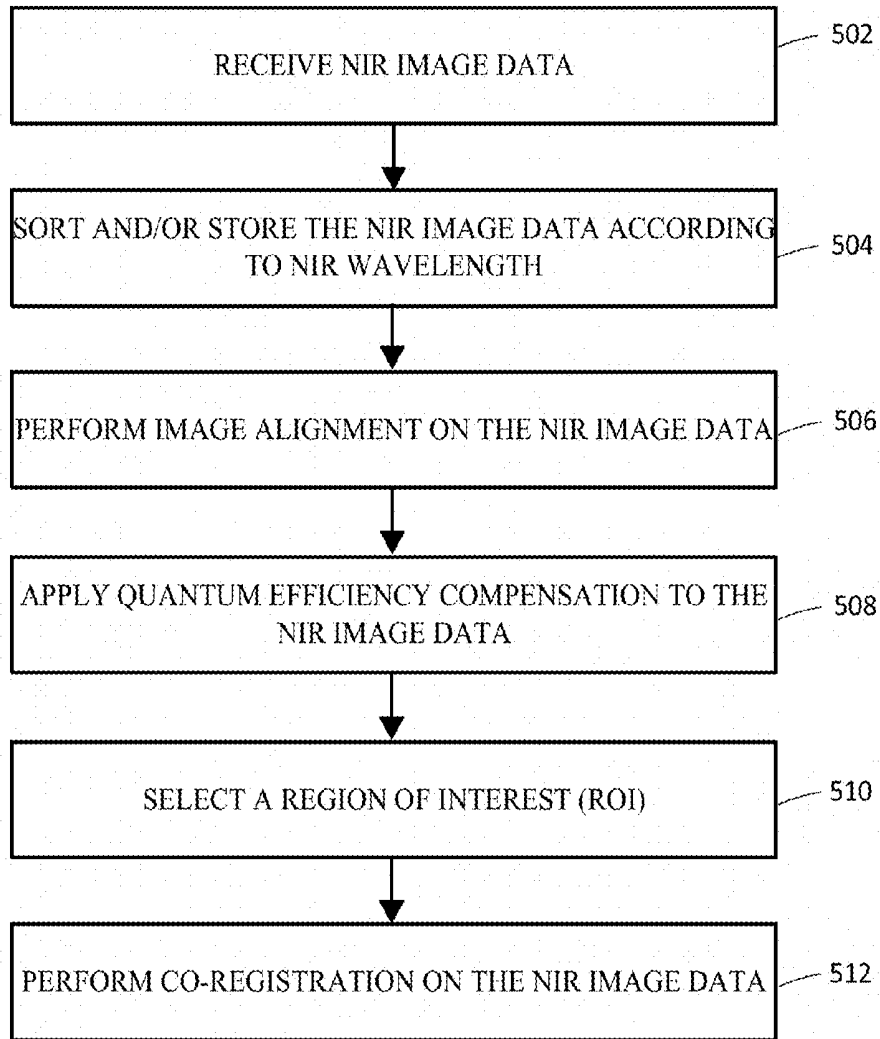 502
RECEIVE NIR IMAGE DATA
SORT AND/OR STORE THE NIR IMAGE DATA ACCORDING
TO NIR WAVELENGTH
504
PERFORM IMAGE ALIGNMENT ON THE NIR IMAGE DATA
506
APPLY QUANTUM EFFICIENCY COMPENSATION TO THE
NIR IMAGE DATA
508
SELECT A REGION OF INTEREST (ROI)
510
PERFORM CO-REGISTRATION ON THE NIR IMAGE DATA
512